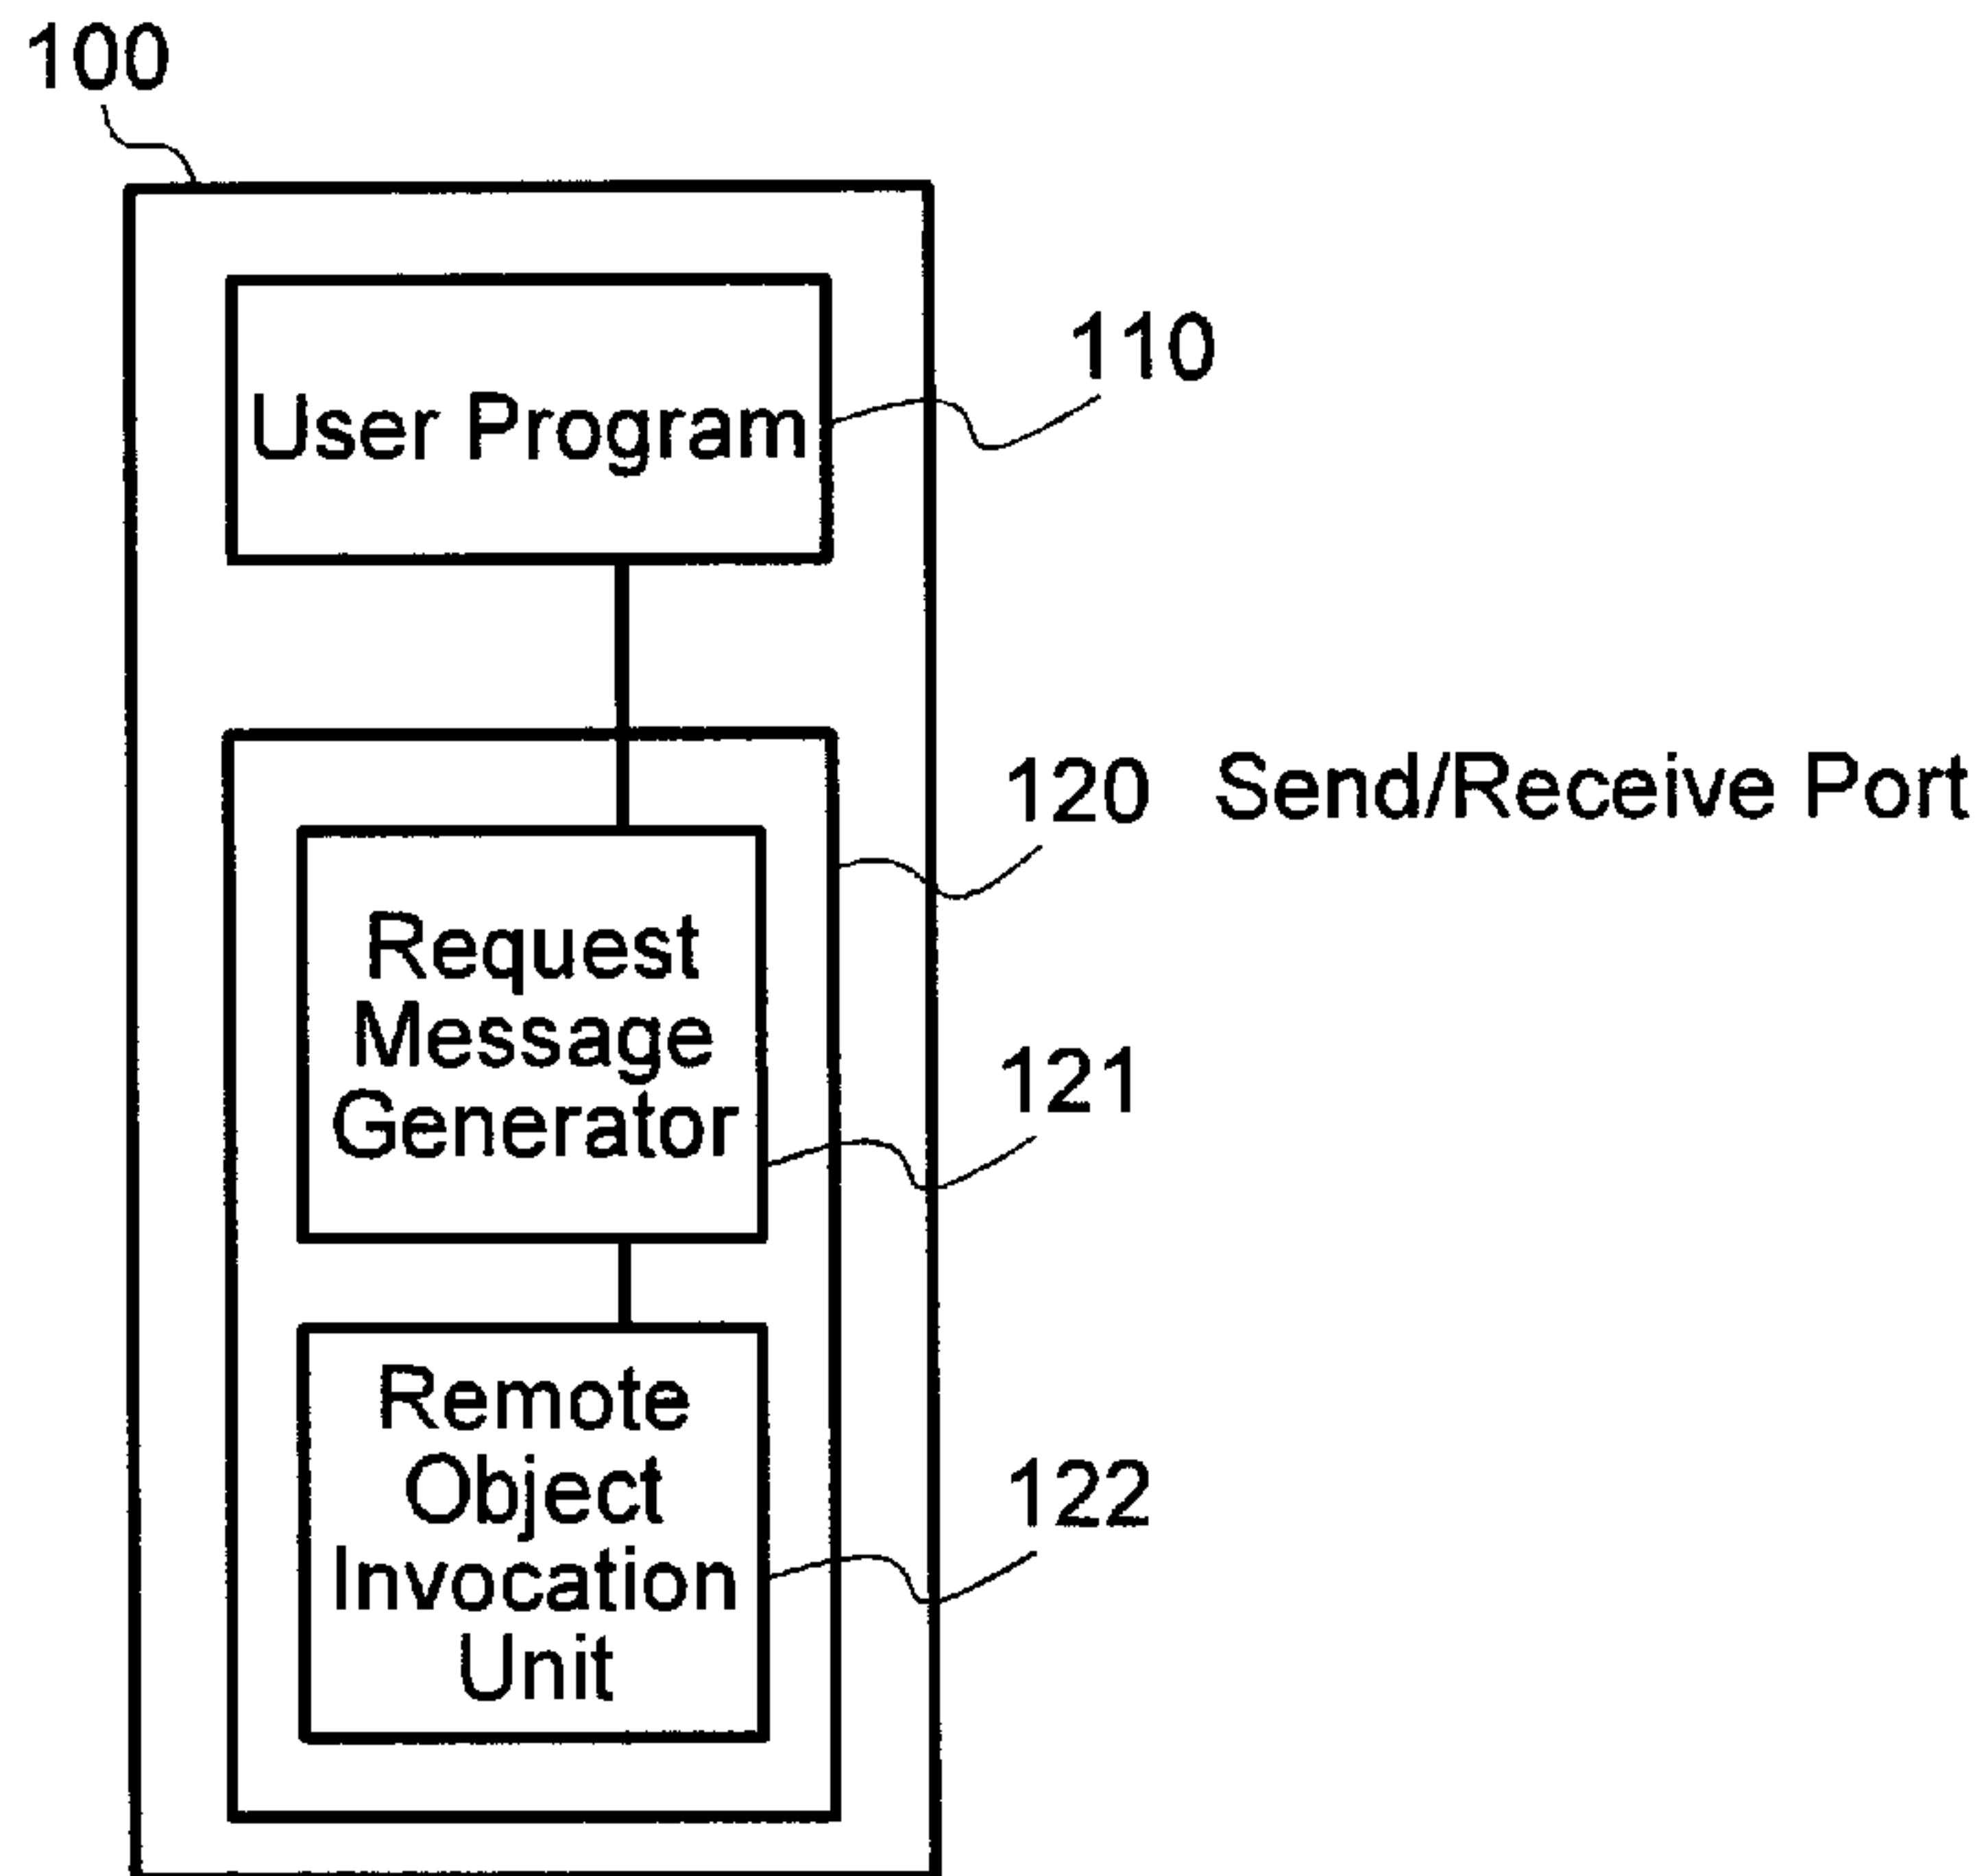 100
110
User Program
120 Send/Receive Port
Request
Message
Generator
121
Remote
Object
Invocation
Unit
122